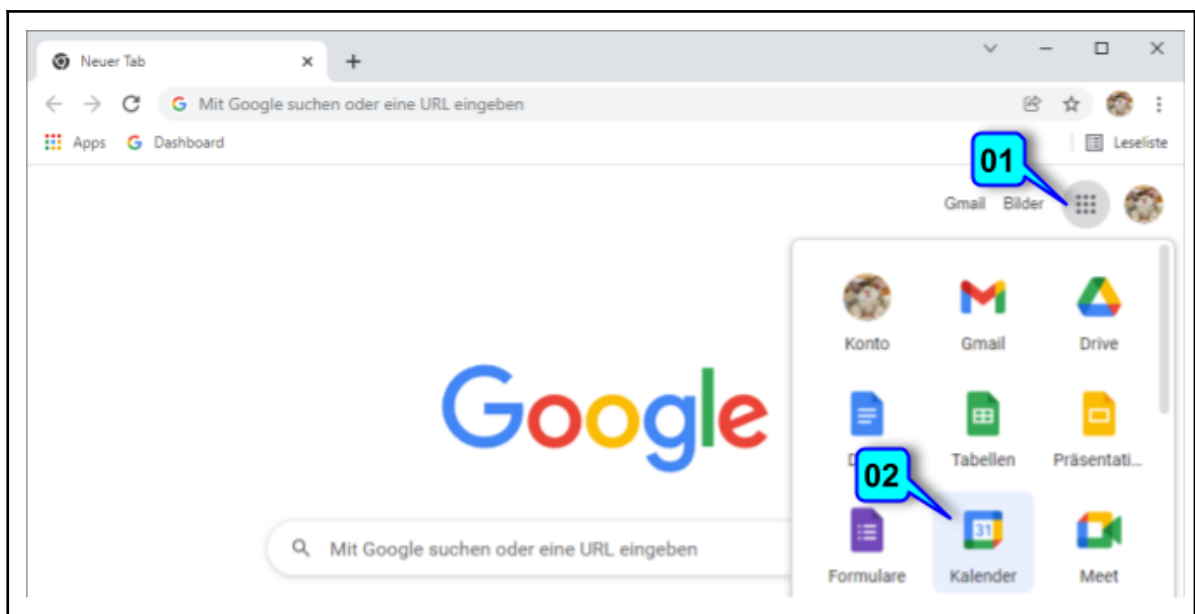 Neuer Tab
Mit Google suchen oder eine URL eingeben
Apps Dashboard Leseliste
01
Gmail Bilder
Konto Gmail Drive
Google
Tabellen Präsentati...
02
31
Mit Google suchen oder eine URL eingeben
Formulare Kalender Meet